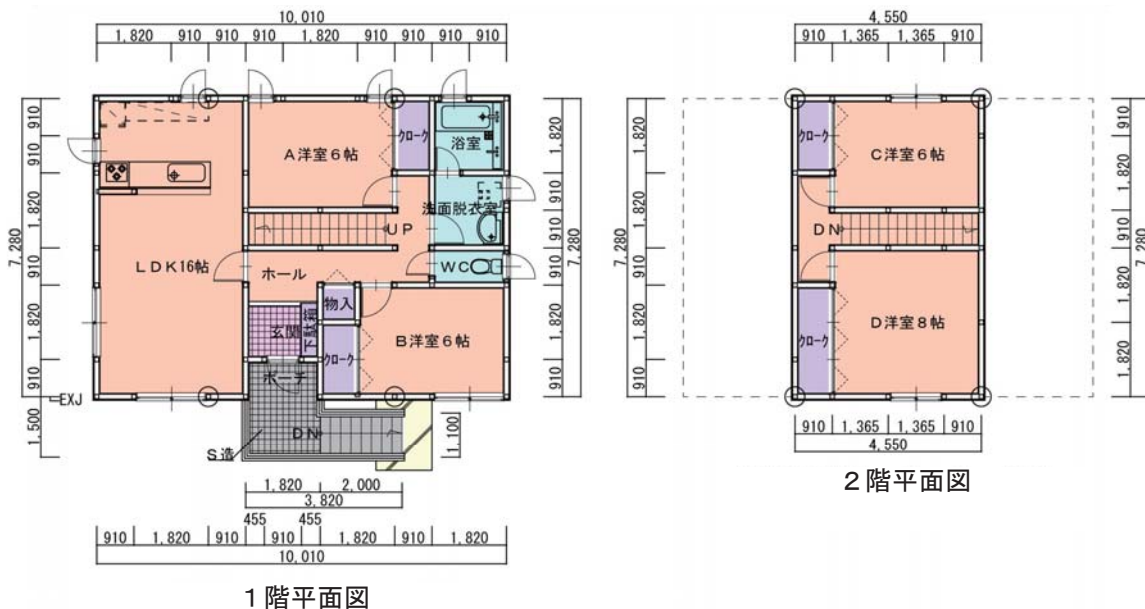 10,010
1,820 910 910 1,820 910 910 910
910 910 1,820 910 1,820 910
7,280
1,500
EXJ
LDK16帖
A洋室6帖
クローク
浴室
洗面脱衣室
UP
WC
ホール
物入
玄関
下駄箱
クローク
B洋室6帖
ポーチ
DN
S造
1,820 910 910 910 1,820 910
7,280
1,100
1,820 2,000
3,820
455 455
910 1,820 910 910 1,820 910 1,820
10,010
1階平面図
4,550
910 1,365 1,365 910
1,820 910 1,820 1,820 910
7,280
クローク
C洋室6帖
DN
クローク
D洋室8帖
910 1,820 910 910 1,820 910
7,280
910 1,365 1,365 910
4,550
2階平面図